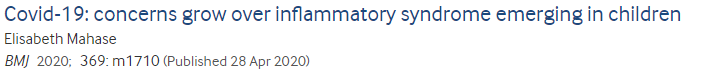 Covid-19: concerns grow over inflammatory syndrome emerging in children
Elisabeth Mahase
BMJ 2020; 369: m1710 (Published 28 Apr 2020)